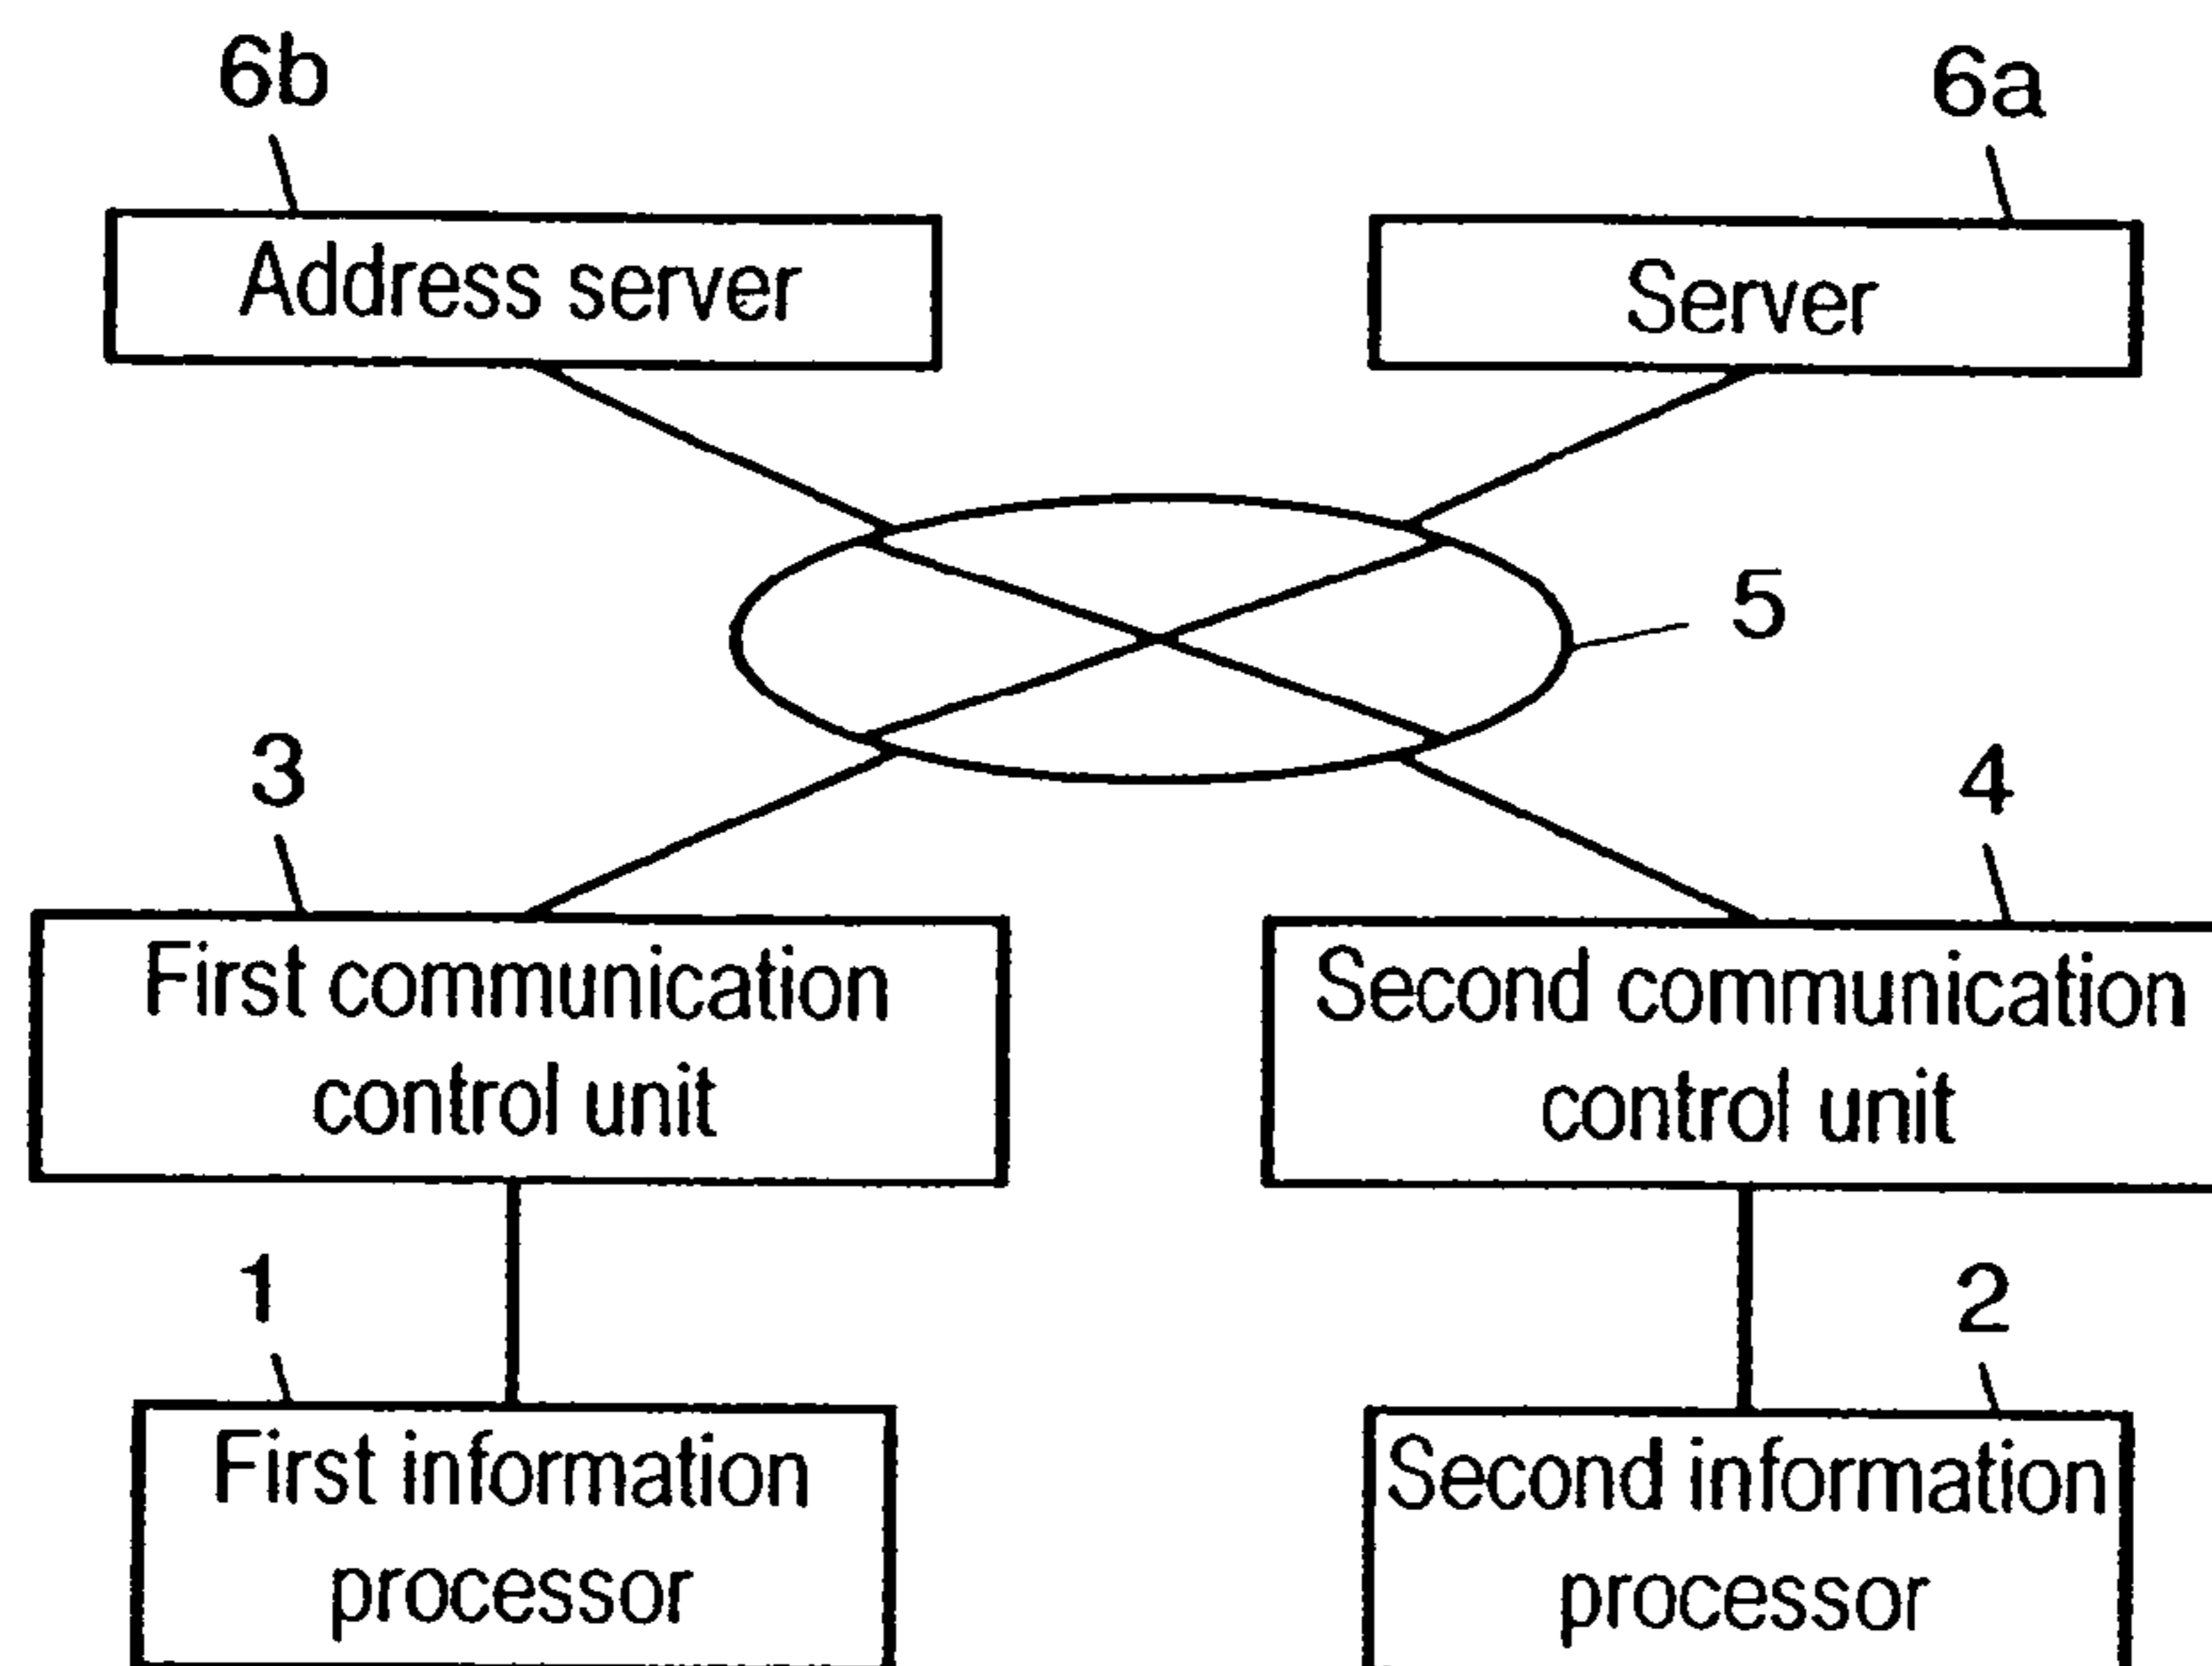 6b
6a
Address server
Server
5
3
4
First communication
control unit
Second communication
control unit
1
2
First information
processor
Second information
processor